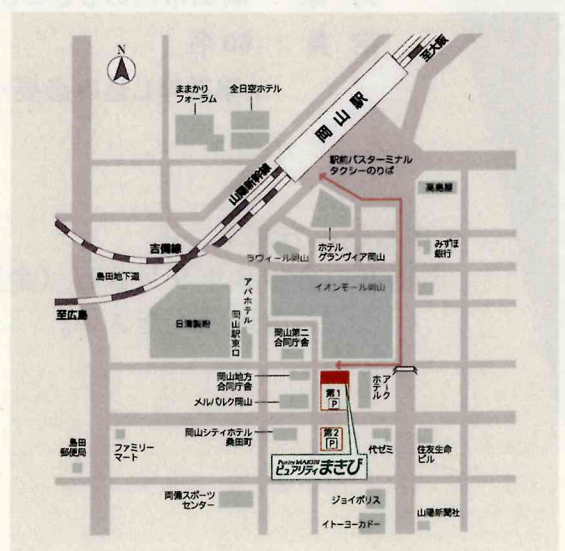 N
至大阪
ままかり
フォーラム
全日空ホテル
岡山駅
駅前バスターミナル
タクシーのりば
山陽新幹線
髙島屋
吉備線
ラヴィール岡山
ホテル
グランヴィア岡山
みずほ
銀行
島田地下道
イオンモール岡山
至広島
日清製粉
アパホテル
岡山駅東口
岡山第二
合同庁舎
岡山地方
合同庁舎
第1
P
アーク
ホテル
メルパルク岡山
島田
郵便局
ファミリー
マート
岡山シティホテル
桑田町
第2
P
代ゼミ
住友生命
ビル
Purity MAKIBI
ピュアリティまきび
両備スポーツ
センター
ジョイポリス
イトーヨーカドー
山陽新聞社